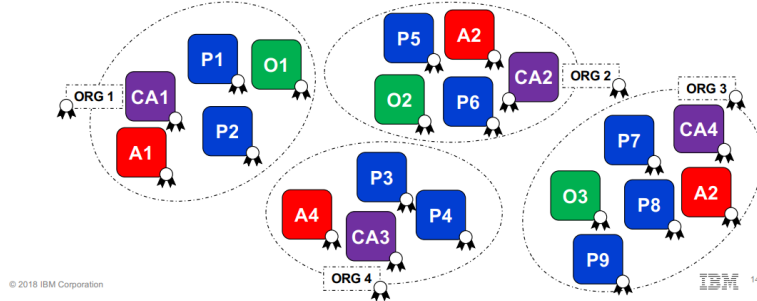 P1
O1
CA1
ORG 1
P2
A1
P5
A2
CA2
ORG 2
O2
P6
ORG 3
P7
CA4
O3
P8
A2
P9
P3
A4
P4
CA3
ORG 4
© 2018 IBM Corporation
IBM
14